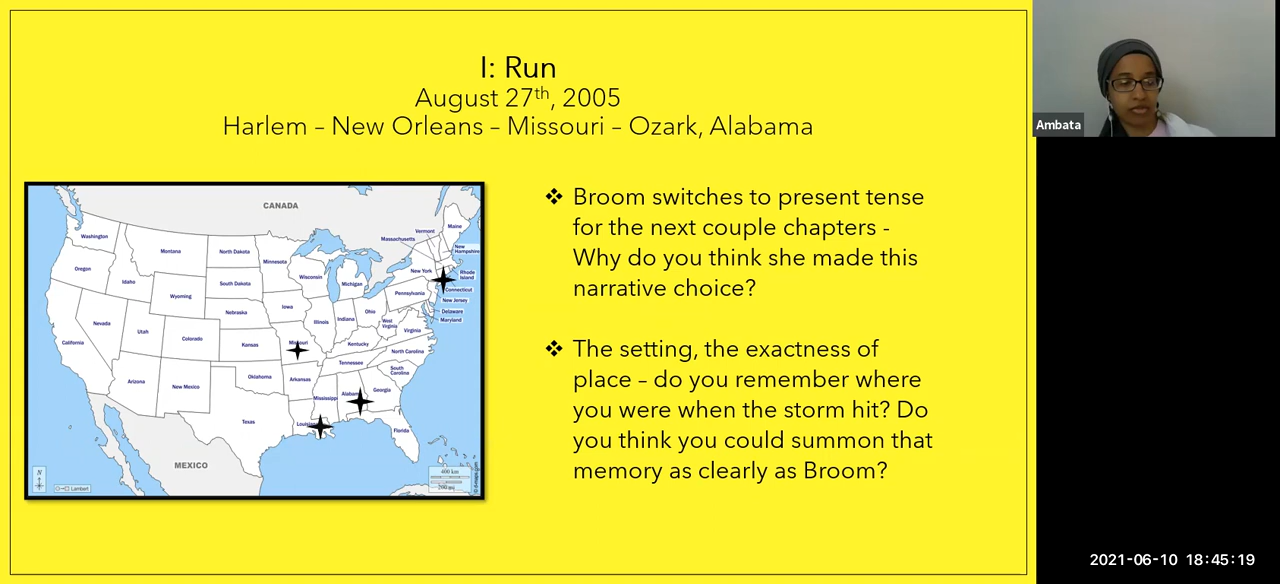 I: Run
August 27th, 2005
Harlem – New Orleans – Missouri – Ozark, Alabama
❖ Broom switches to present tense
for the next couple chapters -
Why do you think she made this
narrative choice?
❖ The setting, the exactness of
place – do you remember where
you were when the storm hit? Do
you think you could summon that
memory as clearly as Broom?
CANADA
Washington
Oregon
California
Nevada
Idaho
Montana
Wyoming
Utah
Colorado
Arizona
New Mexico
North Dakota
South Dakota
Nebraska
Kansas
Oklahoma
Texas
Minnesota
Iowa
Arkansas
Wisconsin
Illinois
Michigan
Indiana
Ohio
Kentucky
Tennessee
Mississippi
Georgia
Florida
South
Carolina
North Carolina
Virginia
West
Virginia
Pennsylvania
New York
Vermont
Maine
New
Hampshire
Massachusetts
Rhode
Island
Connecticut
New Jersey
Delaware
Maryland
MEXICO
N
Lambert
400 km
200 mi
Ambata
2021-06-10 18:45:19